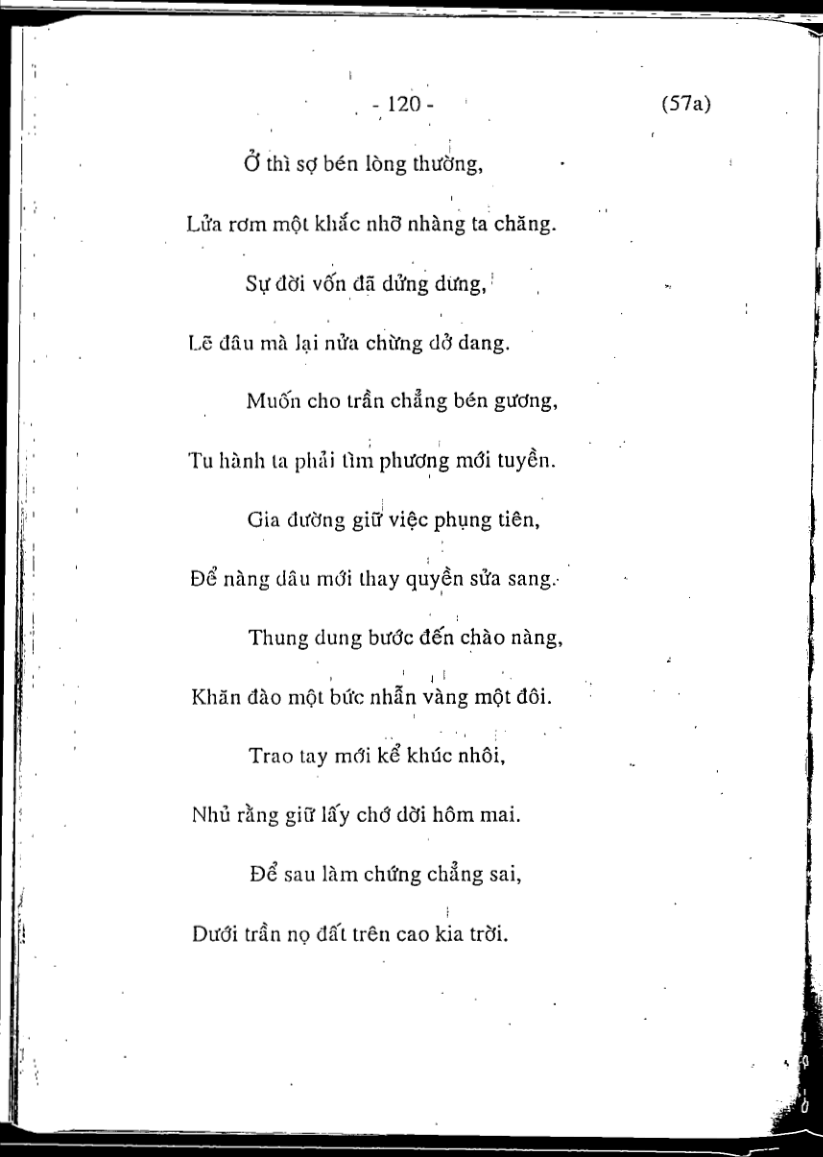 - 120 - (57a)
Ở thì sợ bén lòng thường,
Lửa rơm một khắc nhỡ nhàng ta chăng.
Sự đời vốn đã dửng dưng,
Lẽ đâu mà lại nửa chừng dở dang.
Muốn cho trần chẳng bén gương,
Tu hành ta phải tìm phương mới tuyền.
Gia đường giữ việc phụng tiên,
Để nàng dâu mới thay quyền sửa sang.
Thung dung bước đến chào nàng,
Khăn đào một bức nhẫn vàng một đôi.
Trao tay mới kể khúc nhôi,
Nhủ rằng giữ lấy chớ dời hôm mai.
Để sau làm chứng chẳng sai,
Dưới trần nọ đất trên cao kia trời.